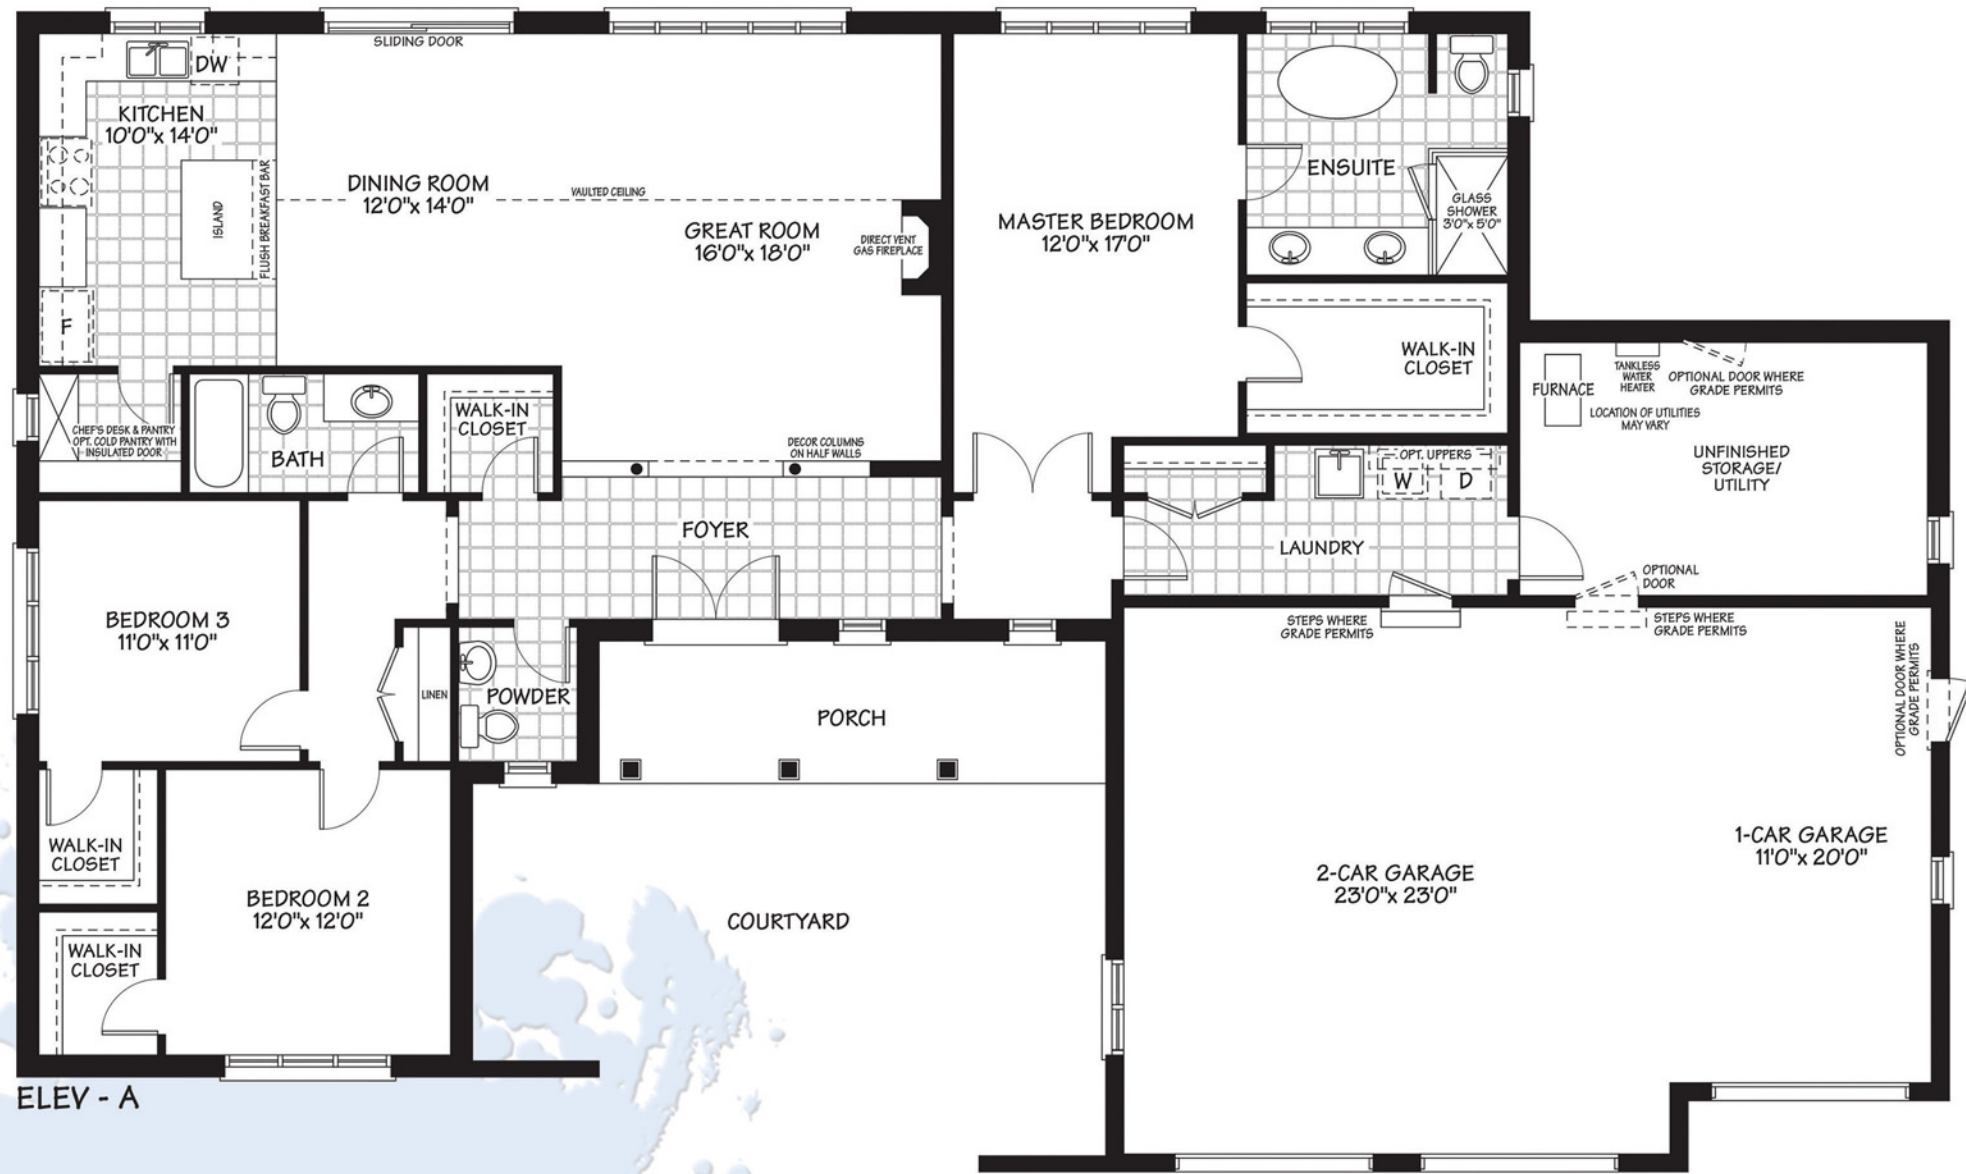 SLIDING DOOR
DW
KITCHEN
10'0"x 14'0"
ISLAND
FLUSH BREAKFAST BAR
F
DINING ROOM
12'0"x 14'0"
VAULTED CEILING
GREAT ROOM
16'0"x 18'0"
DIRECT VENT
GAS FIREPLACE
MASTER BEDROOM
12'0"x 17'0"
ENSUITE
GLASS
SHOWER
3'0"x 5'0"
WALK-IN
CLOSET
FURNACE
TANKLESS
WATER
HEATER
OPTIONAL DOOR WHERE
GRADE PERMITS
LOCATION OF UTILITIES
MAY VARY
UNFINISHED
STORAGE/
UTILITY
CHEF'S DESK & PANTRY
OPT. COLD PANTRY WITH
INSULATED DOOR
BATH
WALK-IN
CLOSET
DECOR COLUMNS
ON HALF WALLS
OPT. UPPERS
W
D
FOYER
LAUNDRY
OPTIONAL
DOOR
STEPS WHERE
GRADE PERMITS
STEPS WHERE
GRADE PERMITS
OPTIONAL DOOR WHERE
GRADE PERMITS
BEDROOM 3
11'0"x 11'0"
LINEN
POWDER
PORCH
WALK-IN
CLOSET
BEDROOM 2
12'0"x 12'0"
WALK-IN
CLOSET
COURTYARD
2-CAR GARAGE
23'0"x 23'0"
1-CAR GARAGE
11'0"x 20'0"
ELEV - A